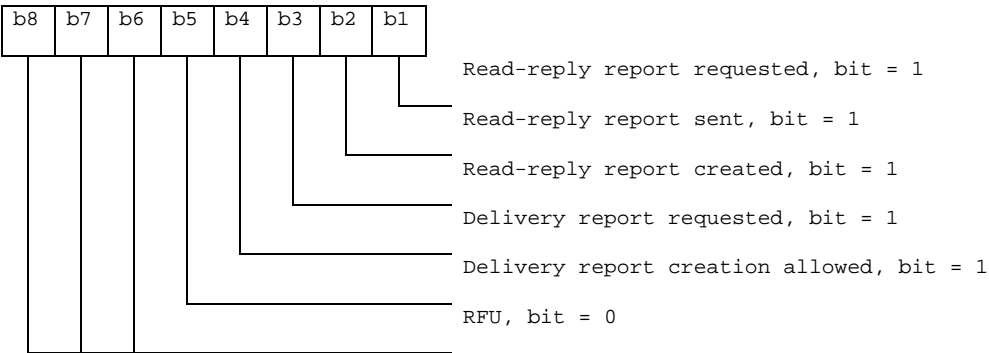 b8 b7 b6 b5 b4 b3 b2 b1
Read-reply report requested, bit = 1
Read-reply report sent, bit = 1
Read-reply report created, bit = 1
Delivery report requested, bit = 1
Delivery report creation allowed, bit = 1
RFU, bit = 0